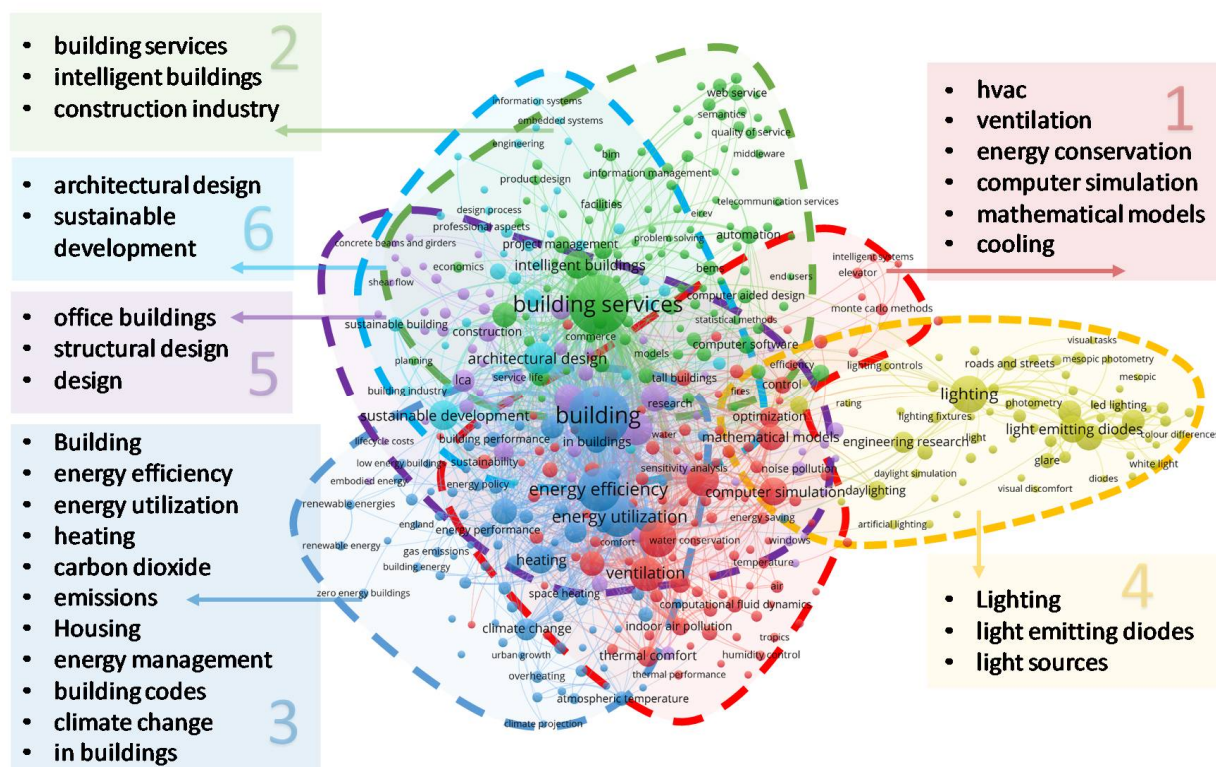 2
• building services
• intelligent buildings
• construction industry
6
• architectural design
• sustainable
development
5
• office buildings
• structural design
• design
3
• Building
• energy efficiency
• energy utilization
• heating
• carbon dioxide
• emissions
• Housing
• energy management
• building codes
• climate change
• in buildings
1
• hvac
• ventilation
• energy conservation
• computer simulation
• mathematical models
• cooling
4
• Lighting
• light emitting diodes
• light sources
information systems
embedded systems
engineering
web service
semantics
quality of service
middleware
bim
information management
product design
facilities
telecommunication services
design process
professional aspects
eirev
concrete beams and girders
project management
problem solving
automation
economics
intelligent buildings
bems
end users
intelligent systems
elevator
shear flow
building services
computer aided design
monte carlo methods
sustainable building
construction
commerce
statistical methods
computer software
models
planning
architectural design
efficiency
lighting controls
roads and streets
visual tasks
mesopic photometry
mesopic
building industry
lca
service life
tall buildings
fires
control
rating
lighting
photometry
led lighting
research
sustainable development
building
optimization
lighting fixtures
light emitting diodes
colour differences
lifecycle costs
building performance
in buildings
water
mathematical models
engineering research
light
glare
white light
low energy buildings
sustainability
sensitivity analysis
noise pollution
daylight simulation
diodes
embodied energy
energy policy
energy efficiency
computer simulation
daylighting
visual discomfort
renewable energies
england
energy performance
energy utilization
energy saving
artificial lighting
renewable energy
gas emissions
comfort
water conservation
windows
building energy
heating
ventilation
temperature
zero energy buildings
space heating
air
computational fluid dynamics
climate change
indoor air pollution
tropics
urban growth
thermal comfort
humidity control
overheating
thermal performance
atmospheric temperature
climate projection